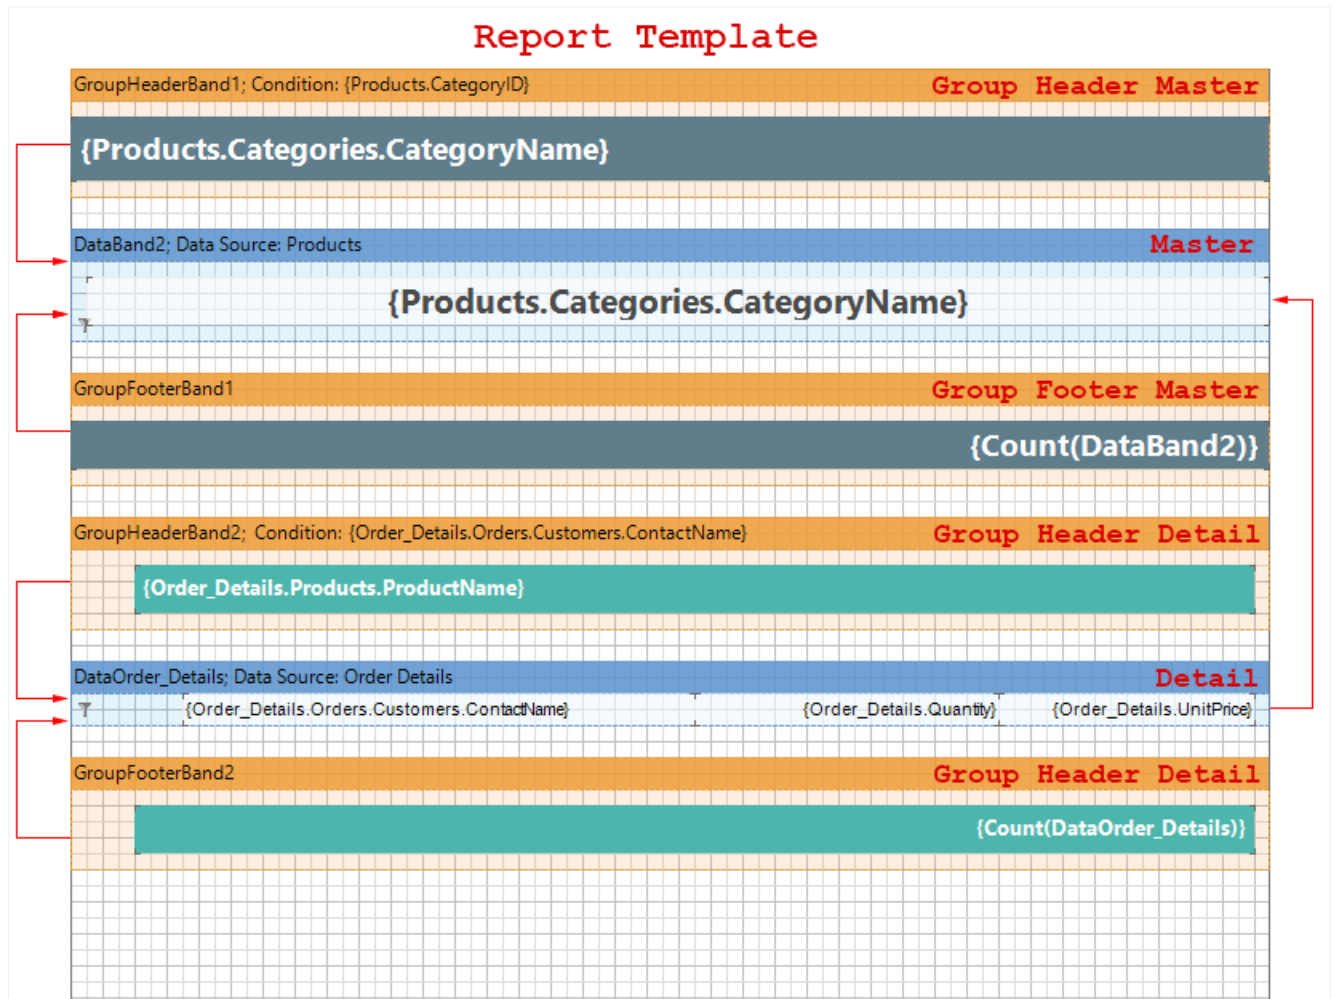 Report Template
GroupHeaderBand1; Condition: {Products.CategoryID} Group Header Master
{Products.Categories.CategoryName}
DataBand2; Data Source: Products Master
{Products.Categories.CategoryName}
GroupFooterBand1 Group Footer Master
{Count(DataBand2)}
GroupHeaderBand2; Condition: {Order_Details.Orders.Customers.ContactName} Group Header Detail
{Order_Details.Products.ProductName}
DataOrder_Details; Data Source: Order Details Detail
{Order_Details.Orders.Customers.ContactName} {Order_Details.Quantity} {Order_Details.UnitPrice}
GroupFooterBand2 Group Header Detail
{Count(DataOrder_Details)}